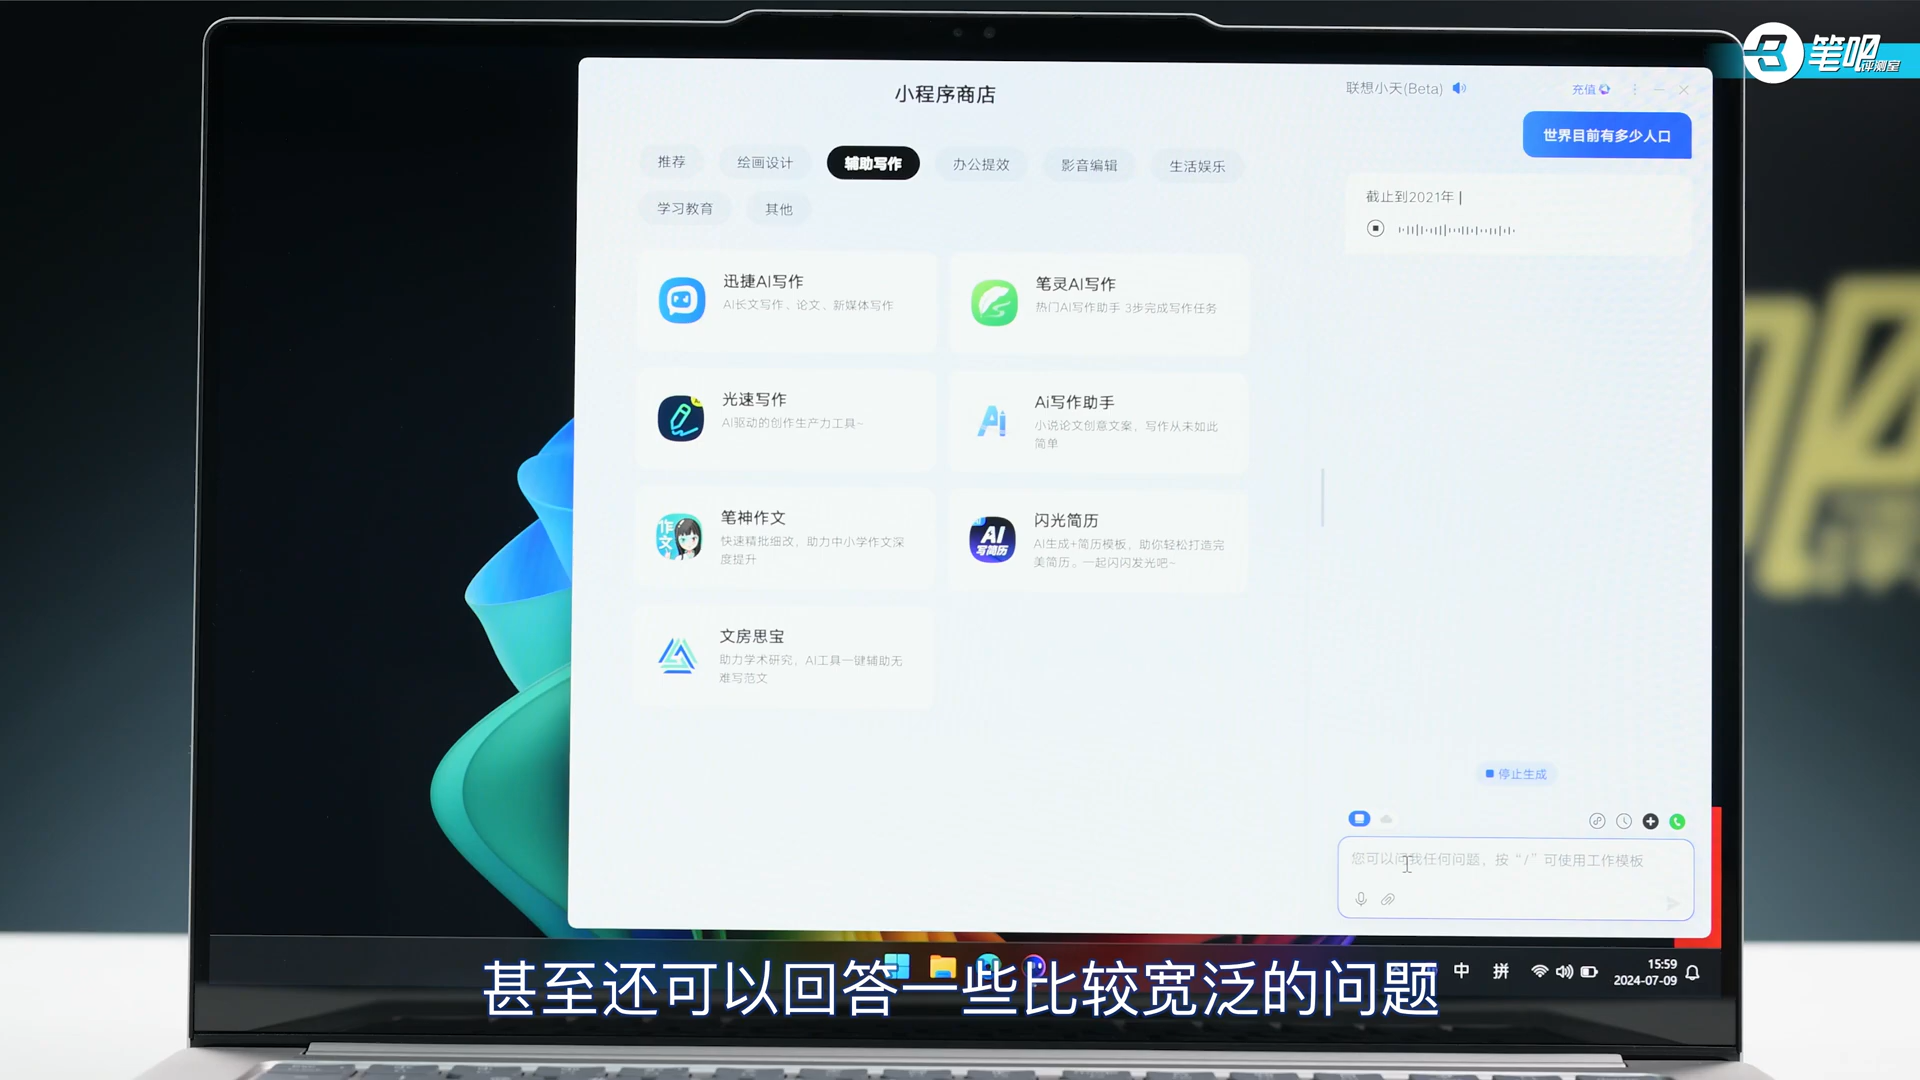 笔吧评测室
小程序商店
推荐 绘画设计 辅助写作 办公提效 影音编辑 生活娱乐
学习教育 其他
迅捷AI写作
AI长文写作、论文、新媒体写作
笔灵AI写作
热门AI写作助手 3步完成写作任务
光速写作
AI驱动的创作生产力工具~
Ai写作助手
小说论文创意文案，写作从未如此
简单
笔神作文
快速精批细改，助力中小学作文深
度提升
闪光简历
AI生成+简历模板，助你轻松打造完
美简历。一起闪闪发光吧~
AI
写简历
文房思宝
助力学术研究，AI工具一键辅助无
难写范文
联想小天(Beta) 充值
世界目前有多少人口
截止到2021年
停止生成
您可以问我任何问题，按“/”可使用工作模板
中 拼
15:59
2024-07-09
甚至还可以回答一些比较宽泛的问题